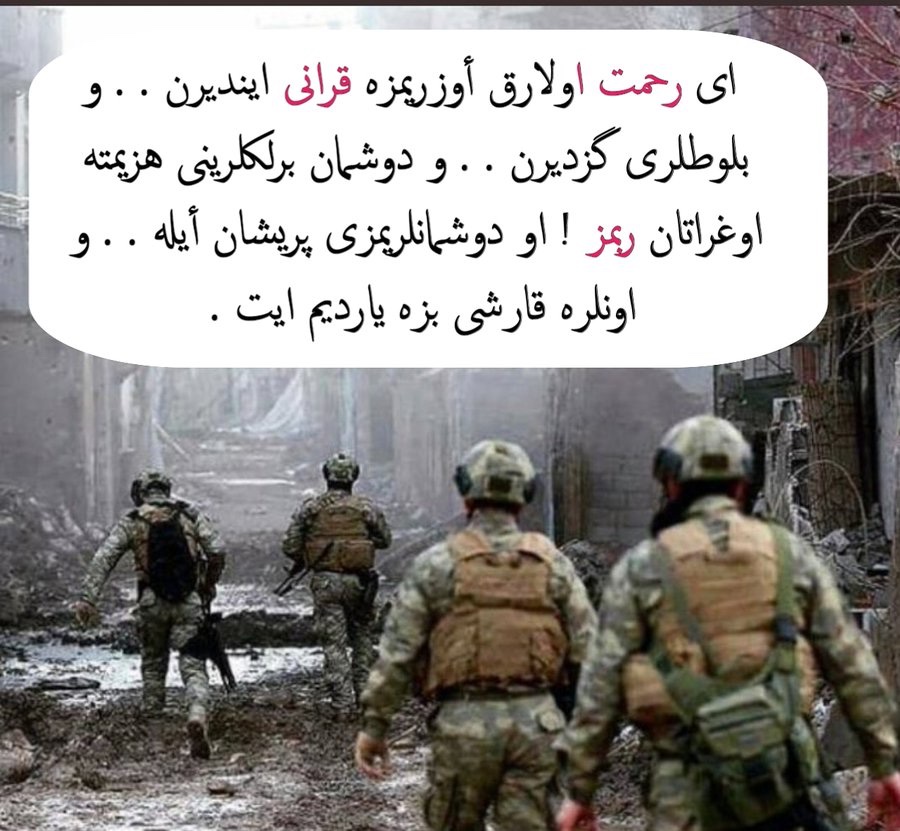 ای رحمت اولارق أوزریمزه قرانی ایندیرن . . و
بلوطلری گزدیرن . . و دوشمان برلکلرینی هزیمته
اوغراتان ربمز ! او دوشمانلریمزی پریشان أیله . . و
اونلره قارشی بزه یاردیم ایت .